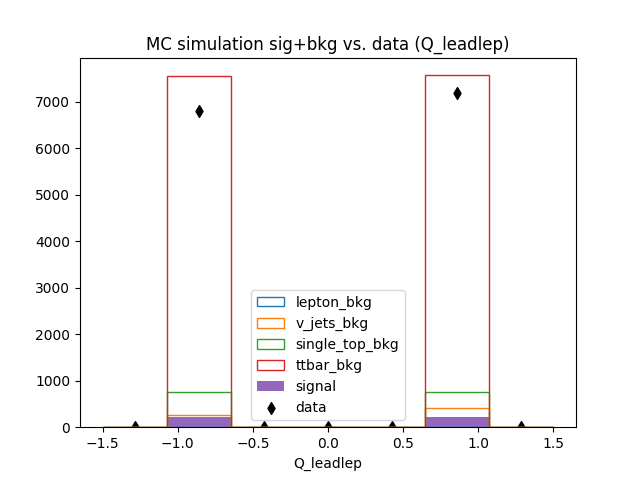 MC simulation sig+bkg vs. data (Q_leadlep)
7000
6000
5000
4000
3000
2000
1000
0
lepton_bkg
v_jets_bkg
single_top_bkg
ttbar_bkg
signal
data
−1.5
−1.0
−0.5
0.0
0.5
1.0
1.5
Q_leadlep